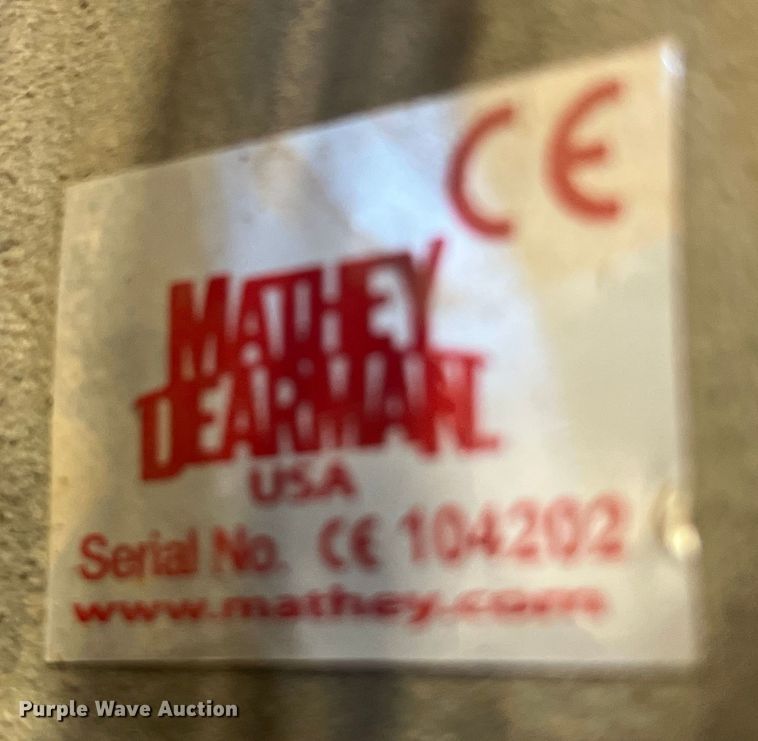 CE
MATHEY
DEARMAN
USA
Serial No. CE 104202
www.mathey.com
Purple Wave Auction